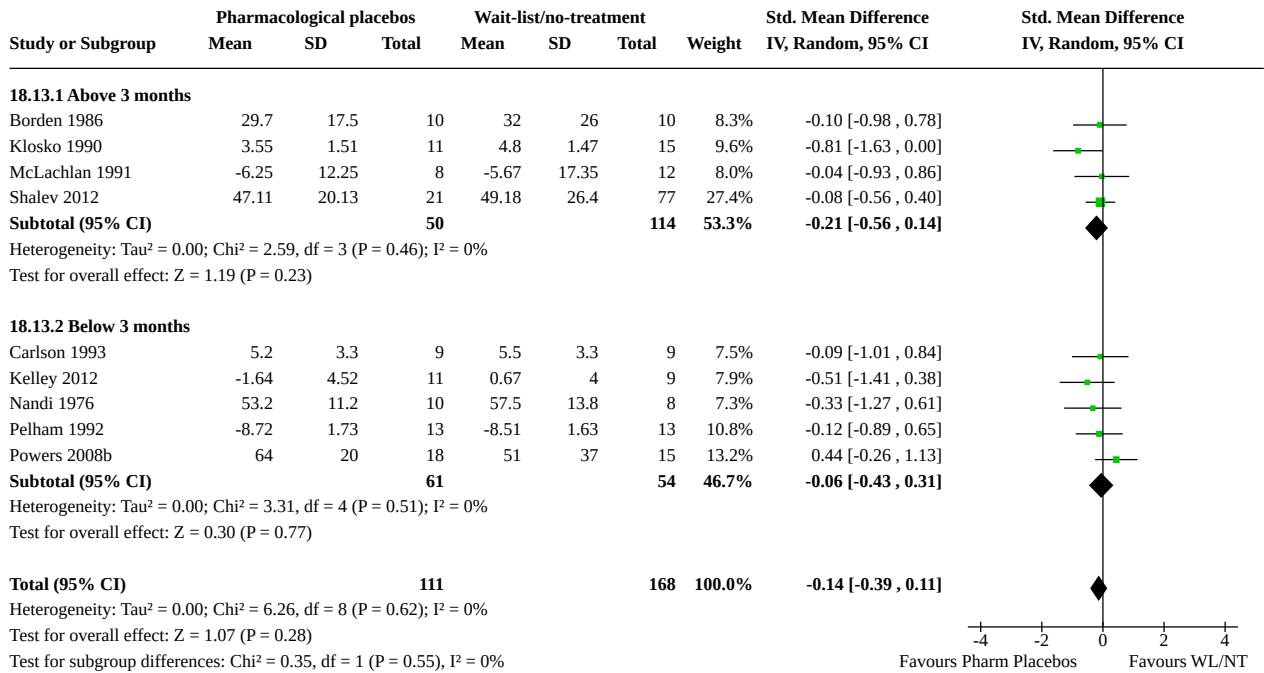 Pharmacological placebos Wait-list/no-treatment Std. Mean Difference Std. Mean Difference
Study or Subgroup Mean SD Total Mean SD Total Weight IV, Random, 95% CI IV, Random, 95% CI
18.13.1 Above 3 months
Borden 1986 29.7 17.5 10 32 26 10 8.3% -0.10 [-0.98 , 0.78]
Klosko 1990 3.55 1.51 11 4.8 1.47 15 9.6% -0.81 [-1.63 , 0.00]
McLachlan 1991 -6.25 12.25 8 -5.67 17.35 12 8.0% -0.04 [-0.93 , 0.86]
Shalev 2012 47.11 20.13 21 49.18 26.4 77 27.4% -0.08 [-0.56 , 0.40]
Subtotal (95% CI) 50 114 53.3% -0.21 [-0.56 , 0.14]
Heterogeneity: Tau² = 0.00; Chi² = 2.59, df = 3 (P = 0.46); I² = 0%
Test for overall effect: Z = 1.19 (P = 0.23)
18.13.2 Below 3 months
Carlson 1993 5.2 3.3 9 5.5 3.3 9 7.5% -0.09 [-1.01 , 0.84]
Kelley 2012 -1.64 4.52 11 0.67 4 9 7.9% -0.51 [-1.41 , 0.38]
Nandi 1976 53.2 11.2 10 57.5 13.8 8 7.3% -0.33 [-1.27 , 0.61]
Pelham 1992 -8.72 1.73 13 -8.51 1.63 13 10.8% -0.12 [-0.89 , 0.65]
Powers 2008b 64 20 18 51 37 15 13.2% 0.44 [-0.26 , 1.13]
Subtotal (95% CI) 61 54 46.7% -0.06 [-0.43 , 0.31]
Heterogeneity: Tau² = 0.00; Chi² = 3.31, df = 4 (P = 0.51); I² = 0%
Test for overall effect: Z = 0.30 (P = 0.77)
Total (95% CI) 111 168 100.0% -0.14 [-0.39 , 0.11]
Heterogeneity: Tau² = 0.00; Chi² = 6.26, df = 8 (P = 0.62); I² = 0%
Test for overall effect: Z = 1.07 (P = 0.28)
-4 -2 0 2 4
Test for subgroup differences: Chi² = 0.35, df = 1 (P = 0.55), I² = 0%
Favours Pharm Placebos Favours WL/NT